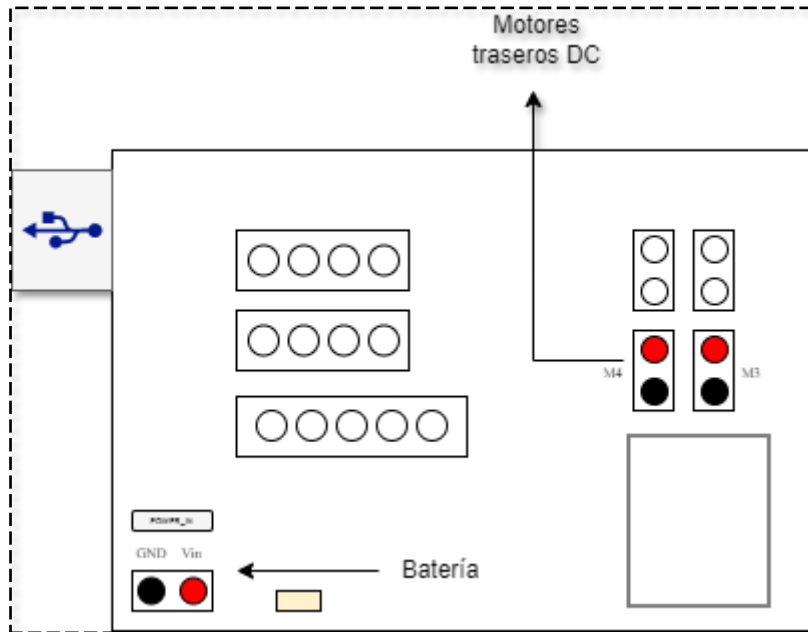 Motores
traseros DC
M4
M3
POWER_IN
GND Vin
Batería